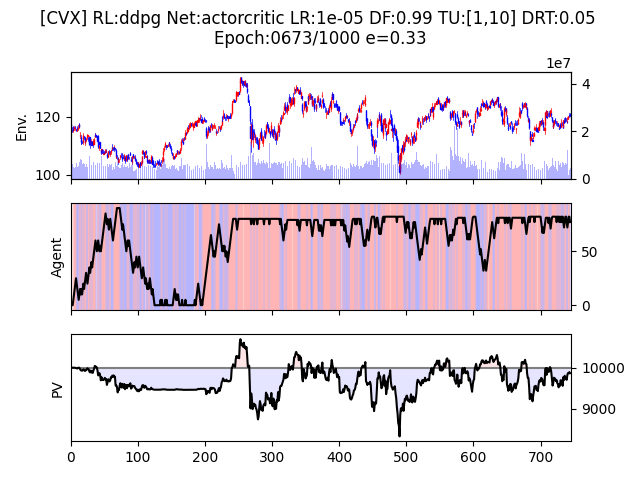 [CVX] RL:ddpg Net:actorcritic LR:1e-05 DF:0.99 TU:[1,10] DRT:0.05
Epoch:0673/1000 e=0.33
1e7
Env.
120
100
4
2
0
Agent
50
0
PV
10000
9000
0 100 200 300 400 500 600 700